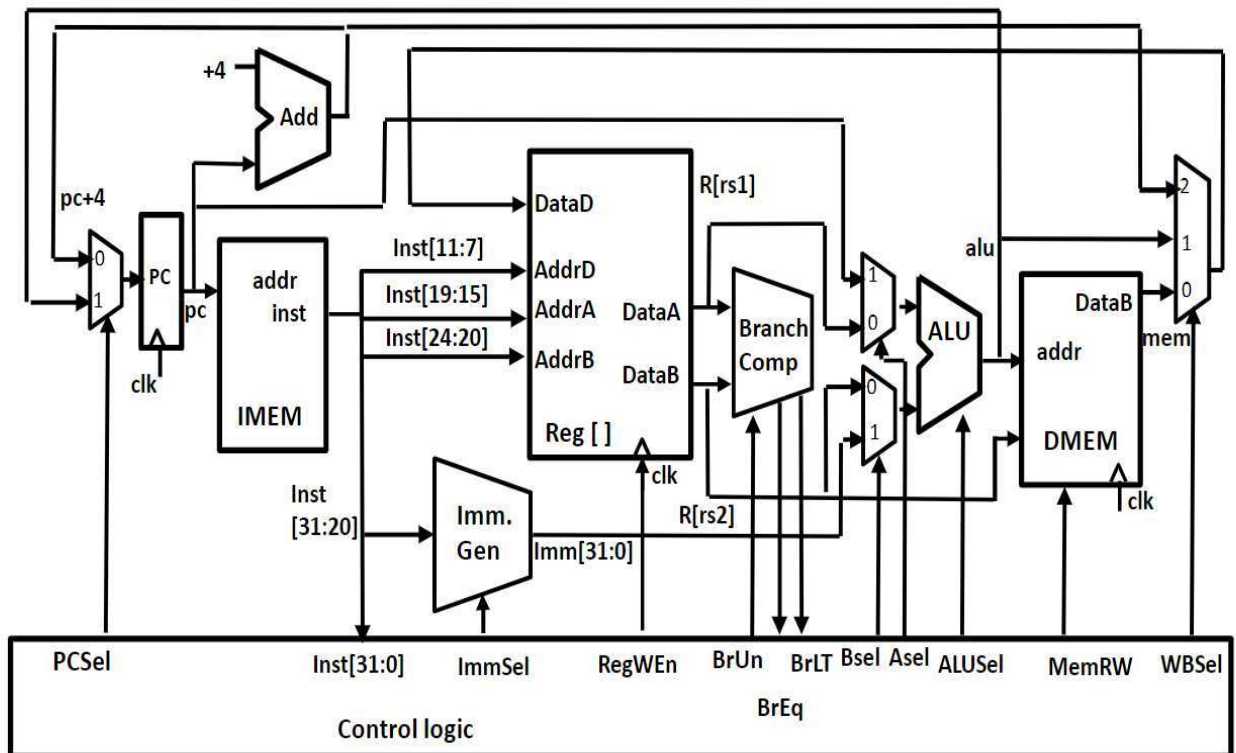 +4
Add
pc+4
0
1
PC
clk
pc
addr
inst
IMEM
Inst[11:7]
Inst[19:15]
Inst[24:20]
DataD
AddrD
AddrA
AddrB
DataA
DataB
Reg [ ]
clk
R[rs1]
R[rs2]
Branch
Comp
1
0
0
1
ALU
alu
DataB
addr
DMEM
clk
mem
2
1
0
Inst
[31:20]
Imm.
Gen
Imm[31:0]
PCSel
Inst[31:0]
ImmSel
RegWEn
BrUn
BrEq
BrLT
Bsel
Asel
ALUSel
MemRW
WBSel
Control logic